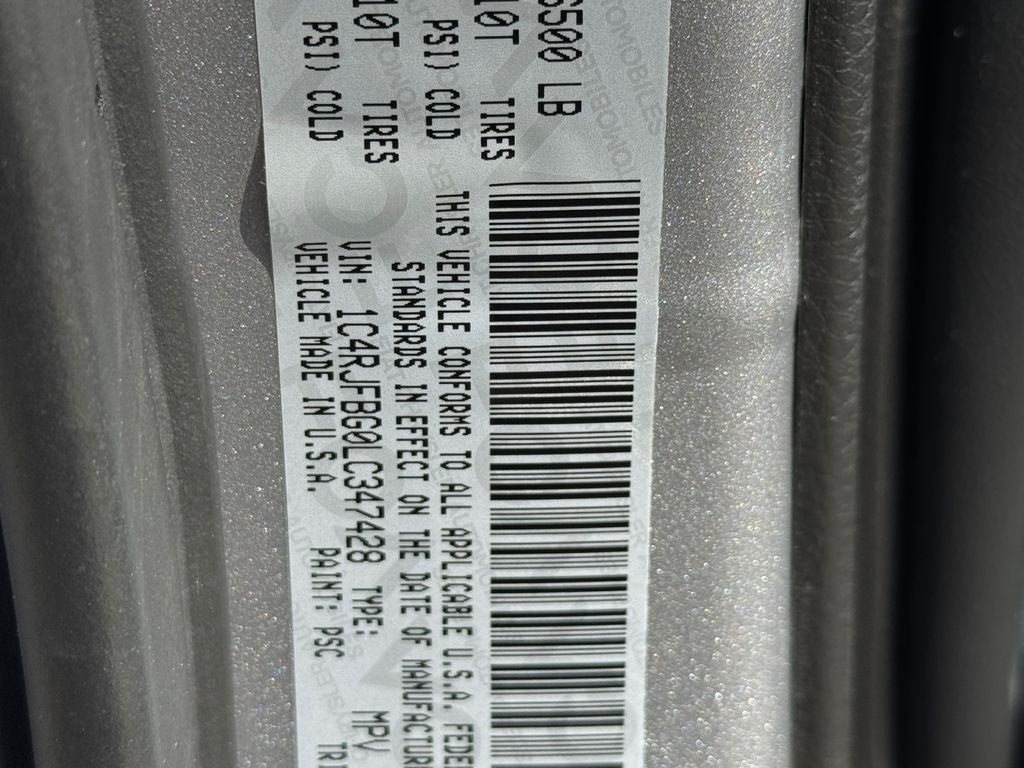 6500 LB
10T TIRES
PSI) COLD
10T TIRES
PSI) COLD
THIS VEHICLE CONFORMS TO ALL APPLICABLE U.S.A. FEDE
STANDARDS IN EFFECT ON THE DATE OF MANUFACTUR
VIN: 1C4RJFBG0LC347428 TYPE: MPV
VEHICLE MADE IN U.S.A. PAINT: PSC TRI